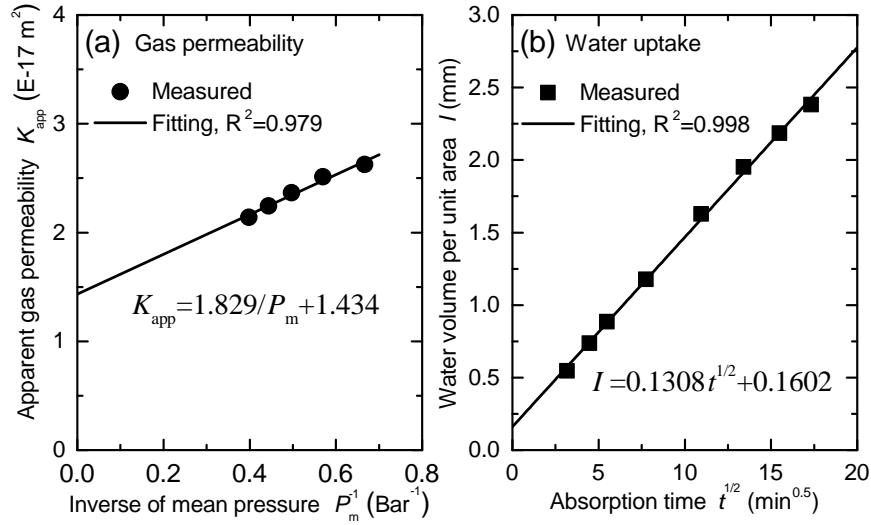 (a) Gas permeability
Measured
Fitting, R²=0.979
K_app=1.829/P_m+1.434
Apparent gas permeability K_app (E-17 m²)
4
3
2
1
0
0.0 0.2 0.4 0.6 0.8
Inverse of mean pressure P_m^-1 (Bar^-1)
(b) Water uptake
Measured
Fitting, R²=0.998
I=0.1308t^1/2+0.1602
Water volume per unit area I (mm)
3.0
2.5
2.0
1.5
1.0
0.5
0.0
0 5 10 15 20
Absorption time t^1/2 (min^0.5)